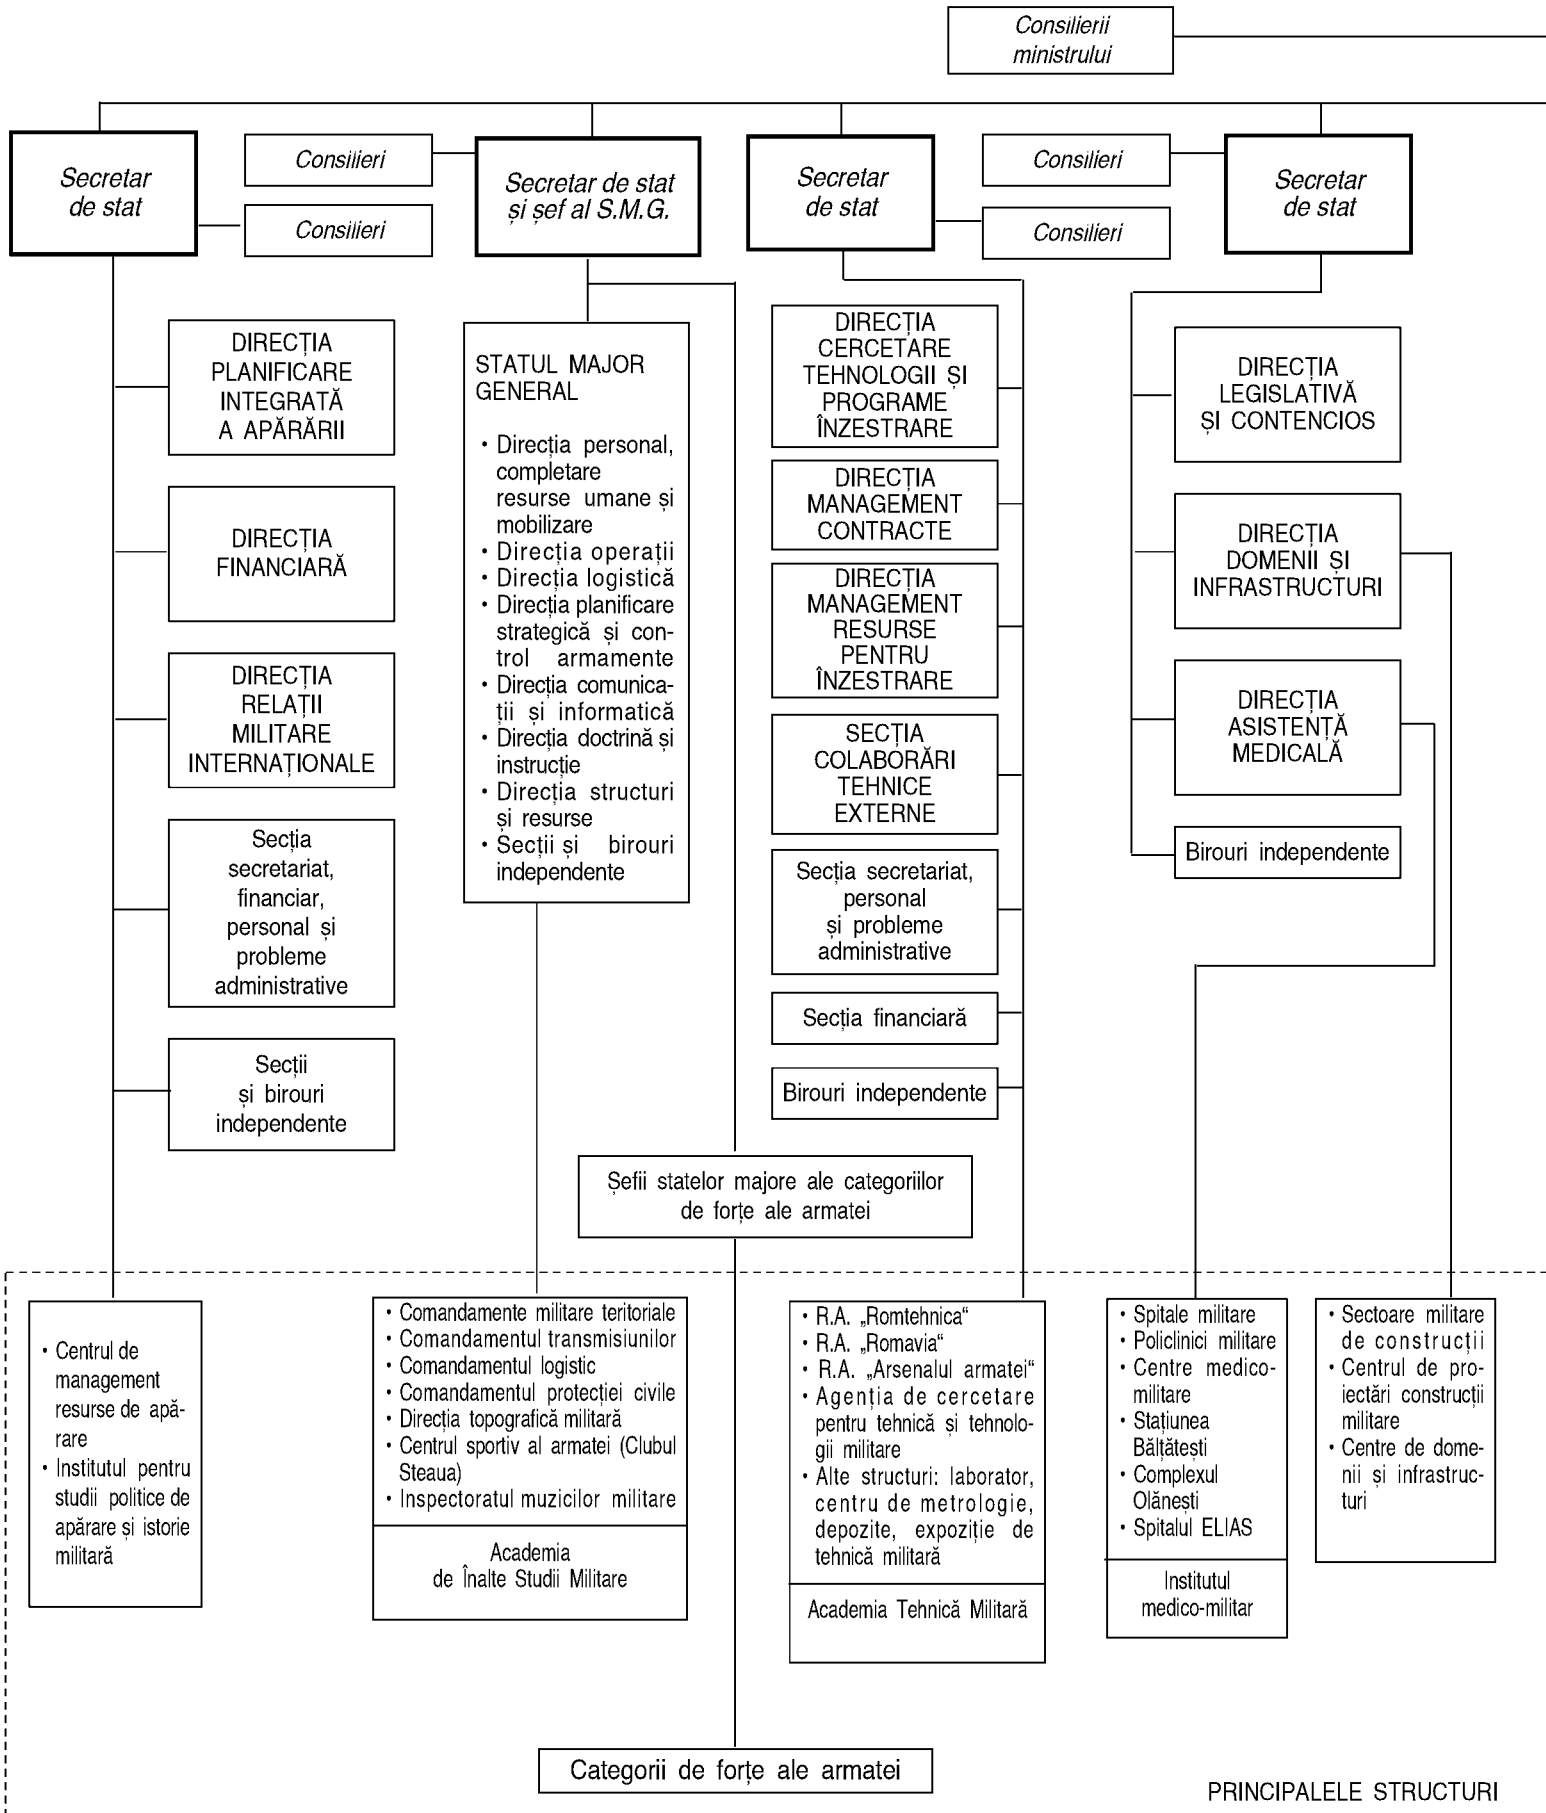 Consilierii
ministrului
Secretar
de stat
Consilieri
Consilieri
Secretar de stat
și șef al S.M.G.
Secretar
de stat
Consilieri
Consilieri
Secretar
de stat
DIRECȚIA
PLANIFICARE
INTEGRATĂ
A APĂRĂRII
DIRECȚIA
FINANCIARĂ
DIRECȚIA
RELAȚII
MILITARE
INTERNAȚIONALE
Secția
secretariat,
financiar,
personal și
probleme
administrative
Secții
și birouri
independente
STATUL MAJOR
GENERAL
• Direcția personal,
completare
resurse umane și
mobilizare
• Direcția operații
• Direcția logistică
• Direcția planificare
strategică și con-
trol armamente
• Direcția comunica-
ții și informatică
• Direcția doctrină și
instrucție
• Direcția structuri
și resurse
• Secții și birouri
independente
DIRECȚIA
CERCETARE
TEHNOLOGII ȘI
PROGRAME
ÎNZESTRARE
DIRECȚIA
MANAGEMENT
CONTRACTE
DIRECȚIA
MANAGEMENT
RESURSE
PENTRU
ÎNZESTRARE
SECȚIA
COLABORĂRI
TEHNICE
EXTERNE
Secția secretariat,
personal
și probleme
administrative
Secția financiară
Birouri independente
DIRECȚIA
LEGISLATIVĂ
ȘI CONTENCIOS
DIRECȚIA
DOMENII ȘI
INFRASTRUCTURI
DIRECȚIA
ASISTENȚĂ
MEDICALĂ
Birouri independente
Șefii statelor majore ale categoriilor
de forțe ale armatei
• Centrul de
management
resurse de apă-
rare
• Institutul pentru
studii politice de
apărare și istorie
militară
• Comandamente militare teritoriale
• Comandamentul transmisiunilor
• Comandamentul logistic
• Comandamentul protecției civile
• Direcția topografică militară
• Centrul sportiv al armatei (Clubul
Steaua)
• Inspectoratul muzicilor militare
Academia
de Înalte Studii Militare
• R.A. „Romtehnica“
• R.A. „Romavia“
• R.A. „Arsenalul armatei“
• Agenția de cercetare
pentru tehnică și tehnolo-
gii militare
• Alte structuri: laborator,
centru de metrologie,
depozite, expoziție de
tehnică militară
Academia Tehnică Militară
• Spitale militare
• Policlinici militare
• Centre medico-
militare
• Stațiunea
Bălțătești
• Complexul
Olănești
• Spitalul ELIAS
Institutul
medico-militar
• Sectoare militare
de construcții
• Centrul de pro-
iectări construcții
militare
• Centre de dome-
nii și infrastruc-
turi
Categorii de forțe ale armatei
PRINCIPALELE STRUCTURI